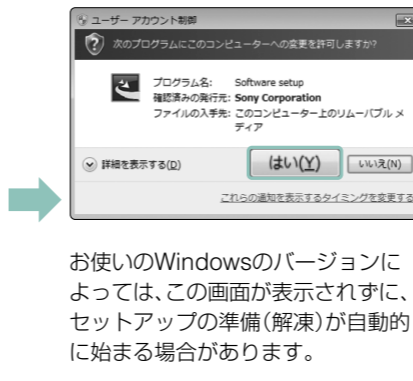 ユーザー アカウント制御
次のプログラムにこのコンピューターへの変更を許可しますか?
プログラム名: Software setup
確認済みの発行元: Sony Corporation
ファイルの入手先: このコンピューター上のリムーバブル メ
ディア
詳細を表示する(D)
はい(Y)
いいえ(N)
これらの通知を表示するタイミングを変更する
お使いのWindowsのバージョンに
よっては、この画面が表示されずに、
セットアップの準備(解凍)が自動的
に始まる場合があります。